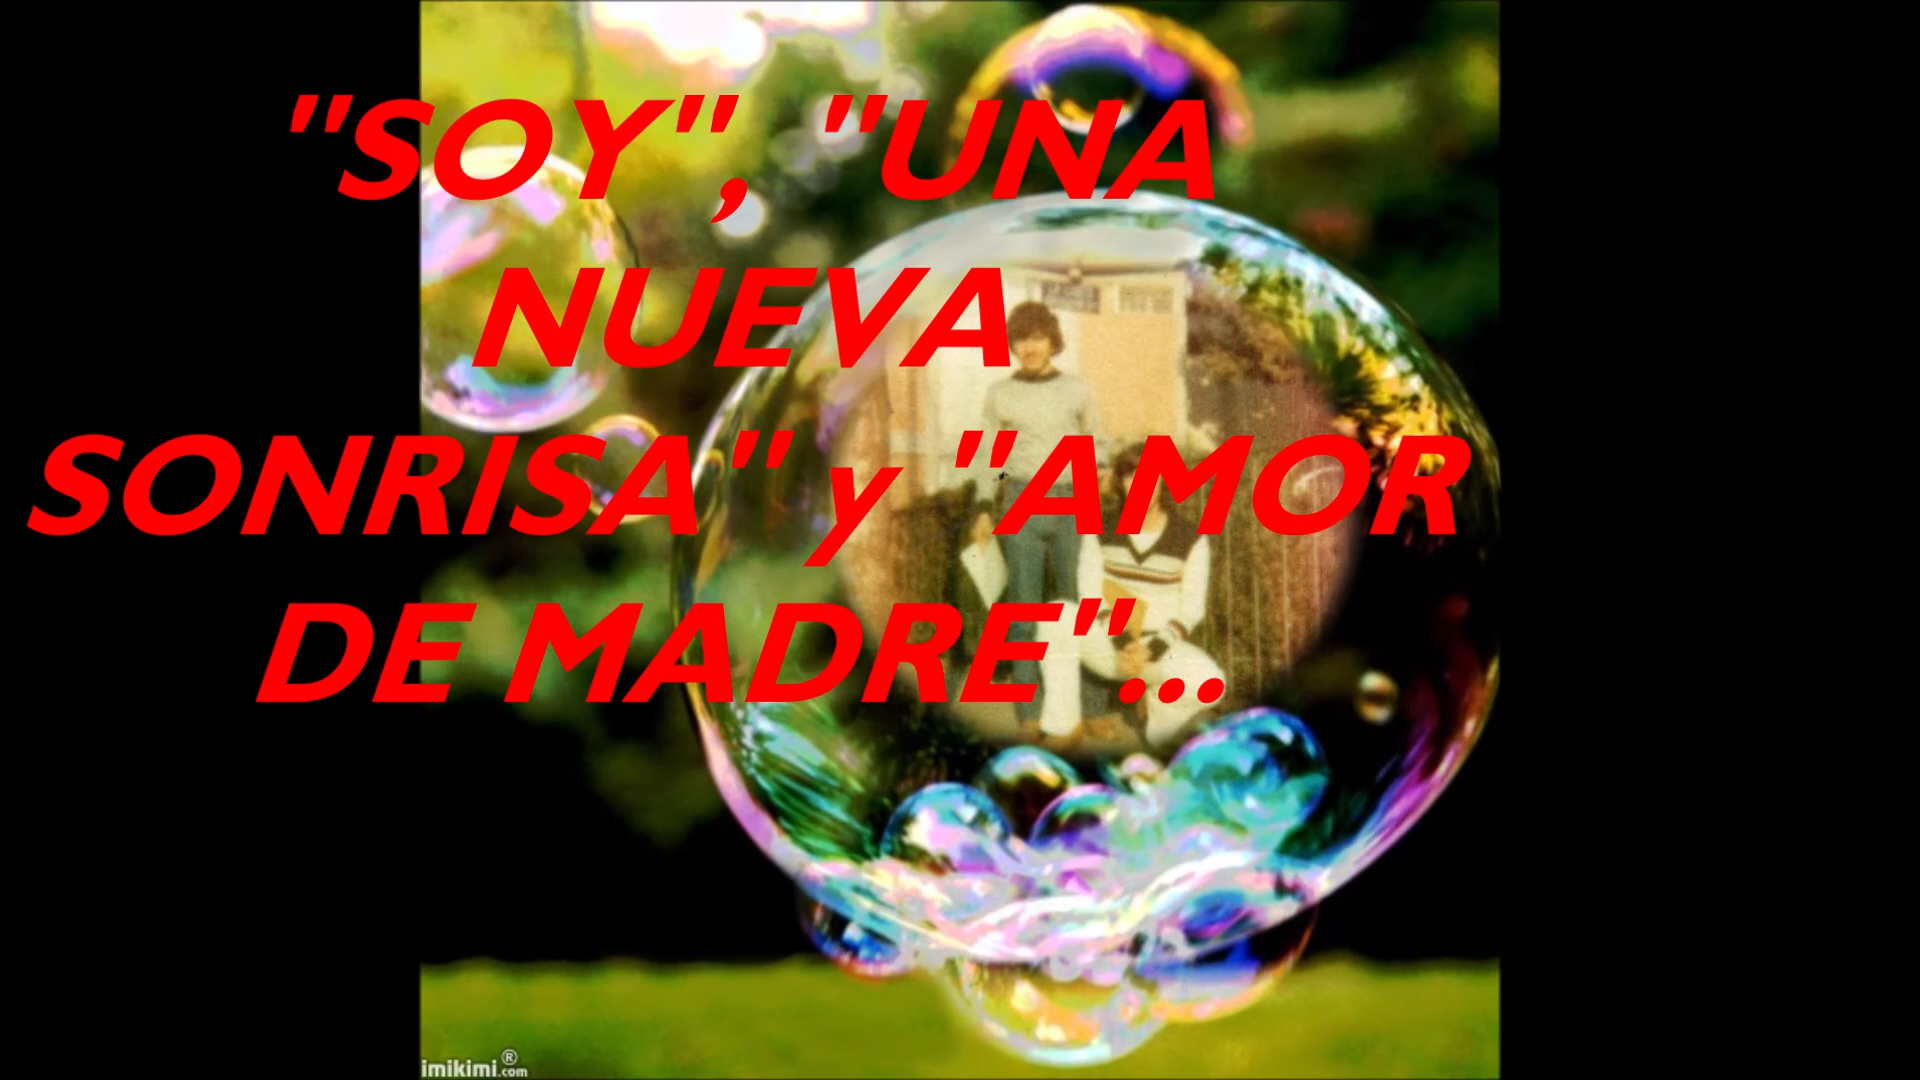 "SOY", "UNA
NUEVA
SONRISA" y "AMOR
DE MADRE"...
imikimi.com®